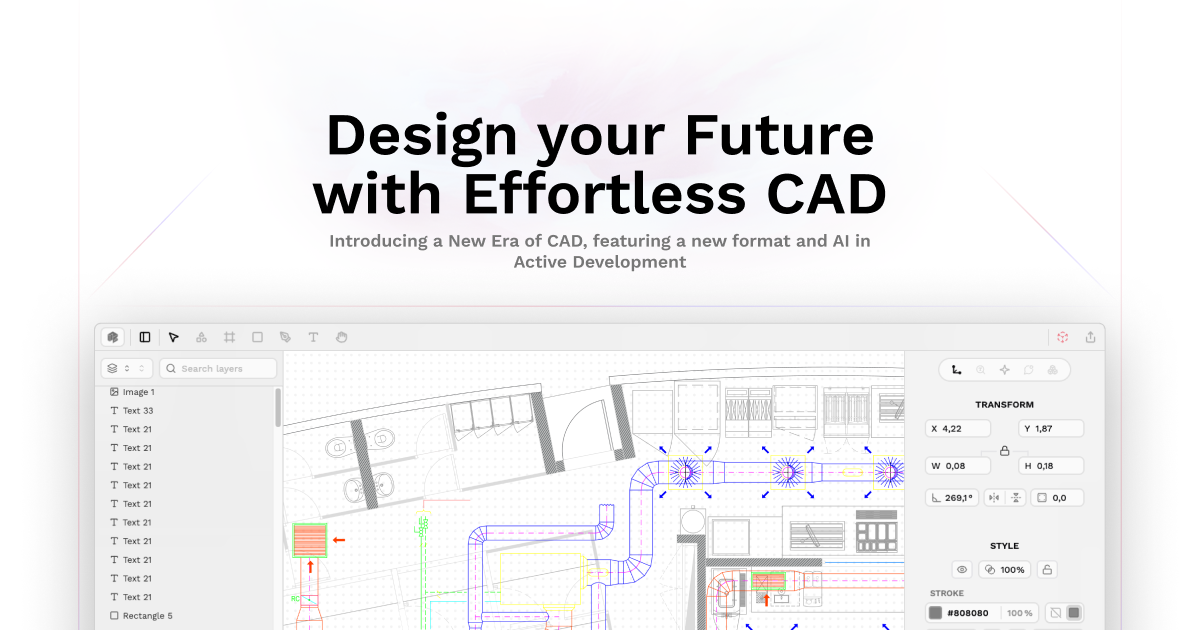 Design your Future
with Effortless CAD
Introducing a New Era of CAD, featuring a new format and AI in
Active Development
Search layers
Image 1
Text 33
Text 21
Text 21
Text 21
Text 21
Text 21
Text 21
Text 21
Text 21
Text 21
Text 21
Rectangle 5
TRANSFORM
X 4,22
Y 1,87
W 0,08
H 0,18
269,1°
0,0
STYLE
100%
STROKE
#808080
100 %